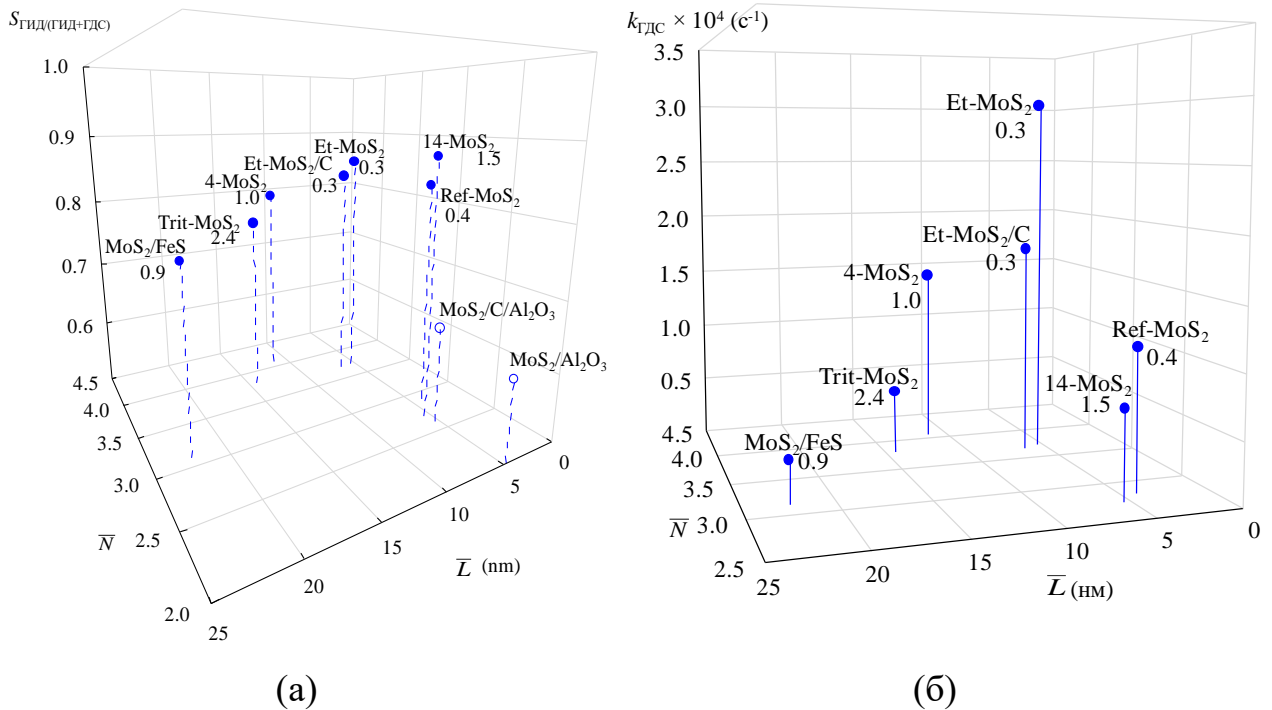 S_ГИД/(ГИД+ГДС)
1.0
0.9
0.8
0.7
0.6
4.5
4.0
3.5
3.0
2.5
2.0
N̅
25
20
15
10
5
0
L̅ (nm)
MoS₂/FeS
0.9
Trit-MoS₂
2.4
4-MoS₂
1.0
Et-MoS₂/C
0.3
Et-MoS₂
0.3
14-MoS₂
1.5
Ref-MoS₂
0.4
MoS₂/C/Al₂O₃
MoS₂/Al₂O₃
(а)
k_ГДС × 10⁴ (с⁻¹)
3.5
3.0
2.5
2.0
1.5
1.0
0.5
4.5
4.0
3.5
N̅ 3.0
2.5
25
20
15
10
5
0
L̅ (нм)
Et-MoS₂
0.3
Et-MoS₂/C
0.3
4-MoS₂
1.0
Ref-MoS₂
0.4
Trit-MoS₂
2.4
14-MoS₂
1.5
MoS₂/FeS
0.9
(б)